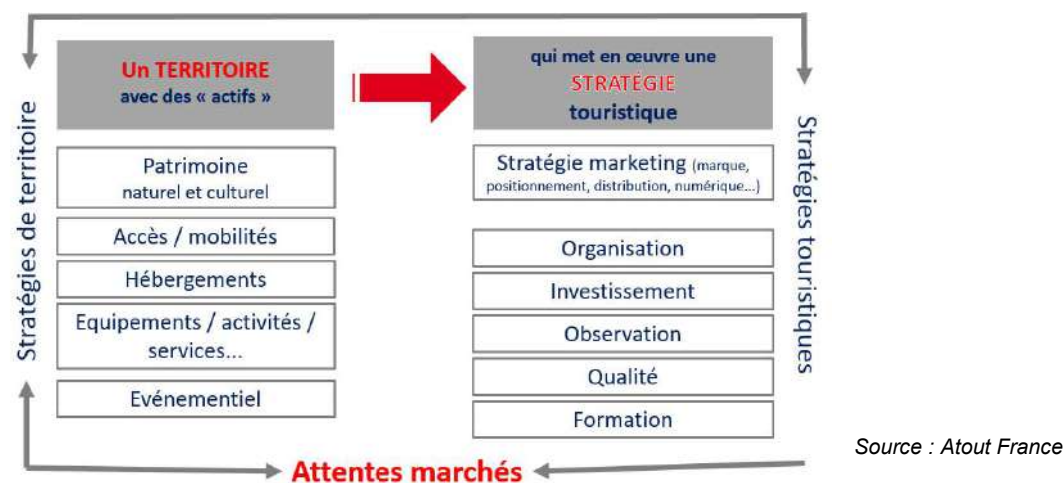 Stratégies de territoire
Un TERRITOIRE
avec des « actifs »
Patrimoine
naturel et culturel
Accès / mobilités
Hébergements
Equipements / activités /
services...
Evénementiel
qui met en œuvre une
STRATÉGIE
touristique
Stratégie marketing (marque,
positionnement, distribution, numérique...)
Organisation
Investissement
Observation
Qualité
Formation
Stratégies touristiques
Attentes marchés
Source : Atout France